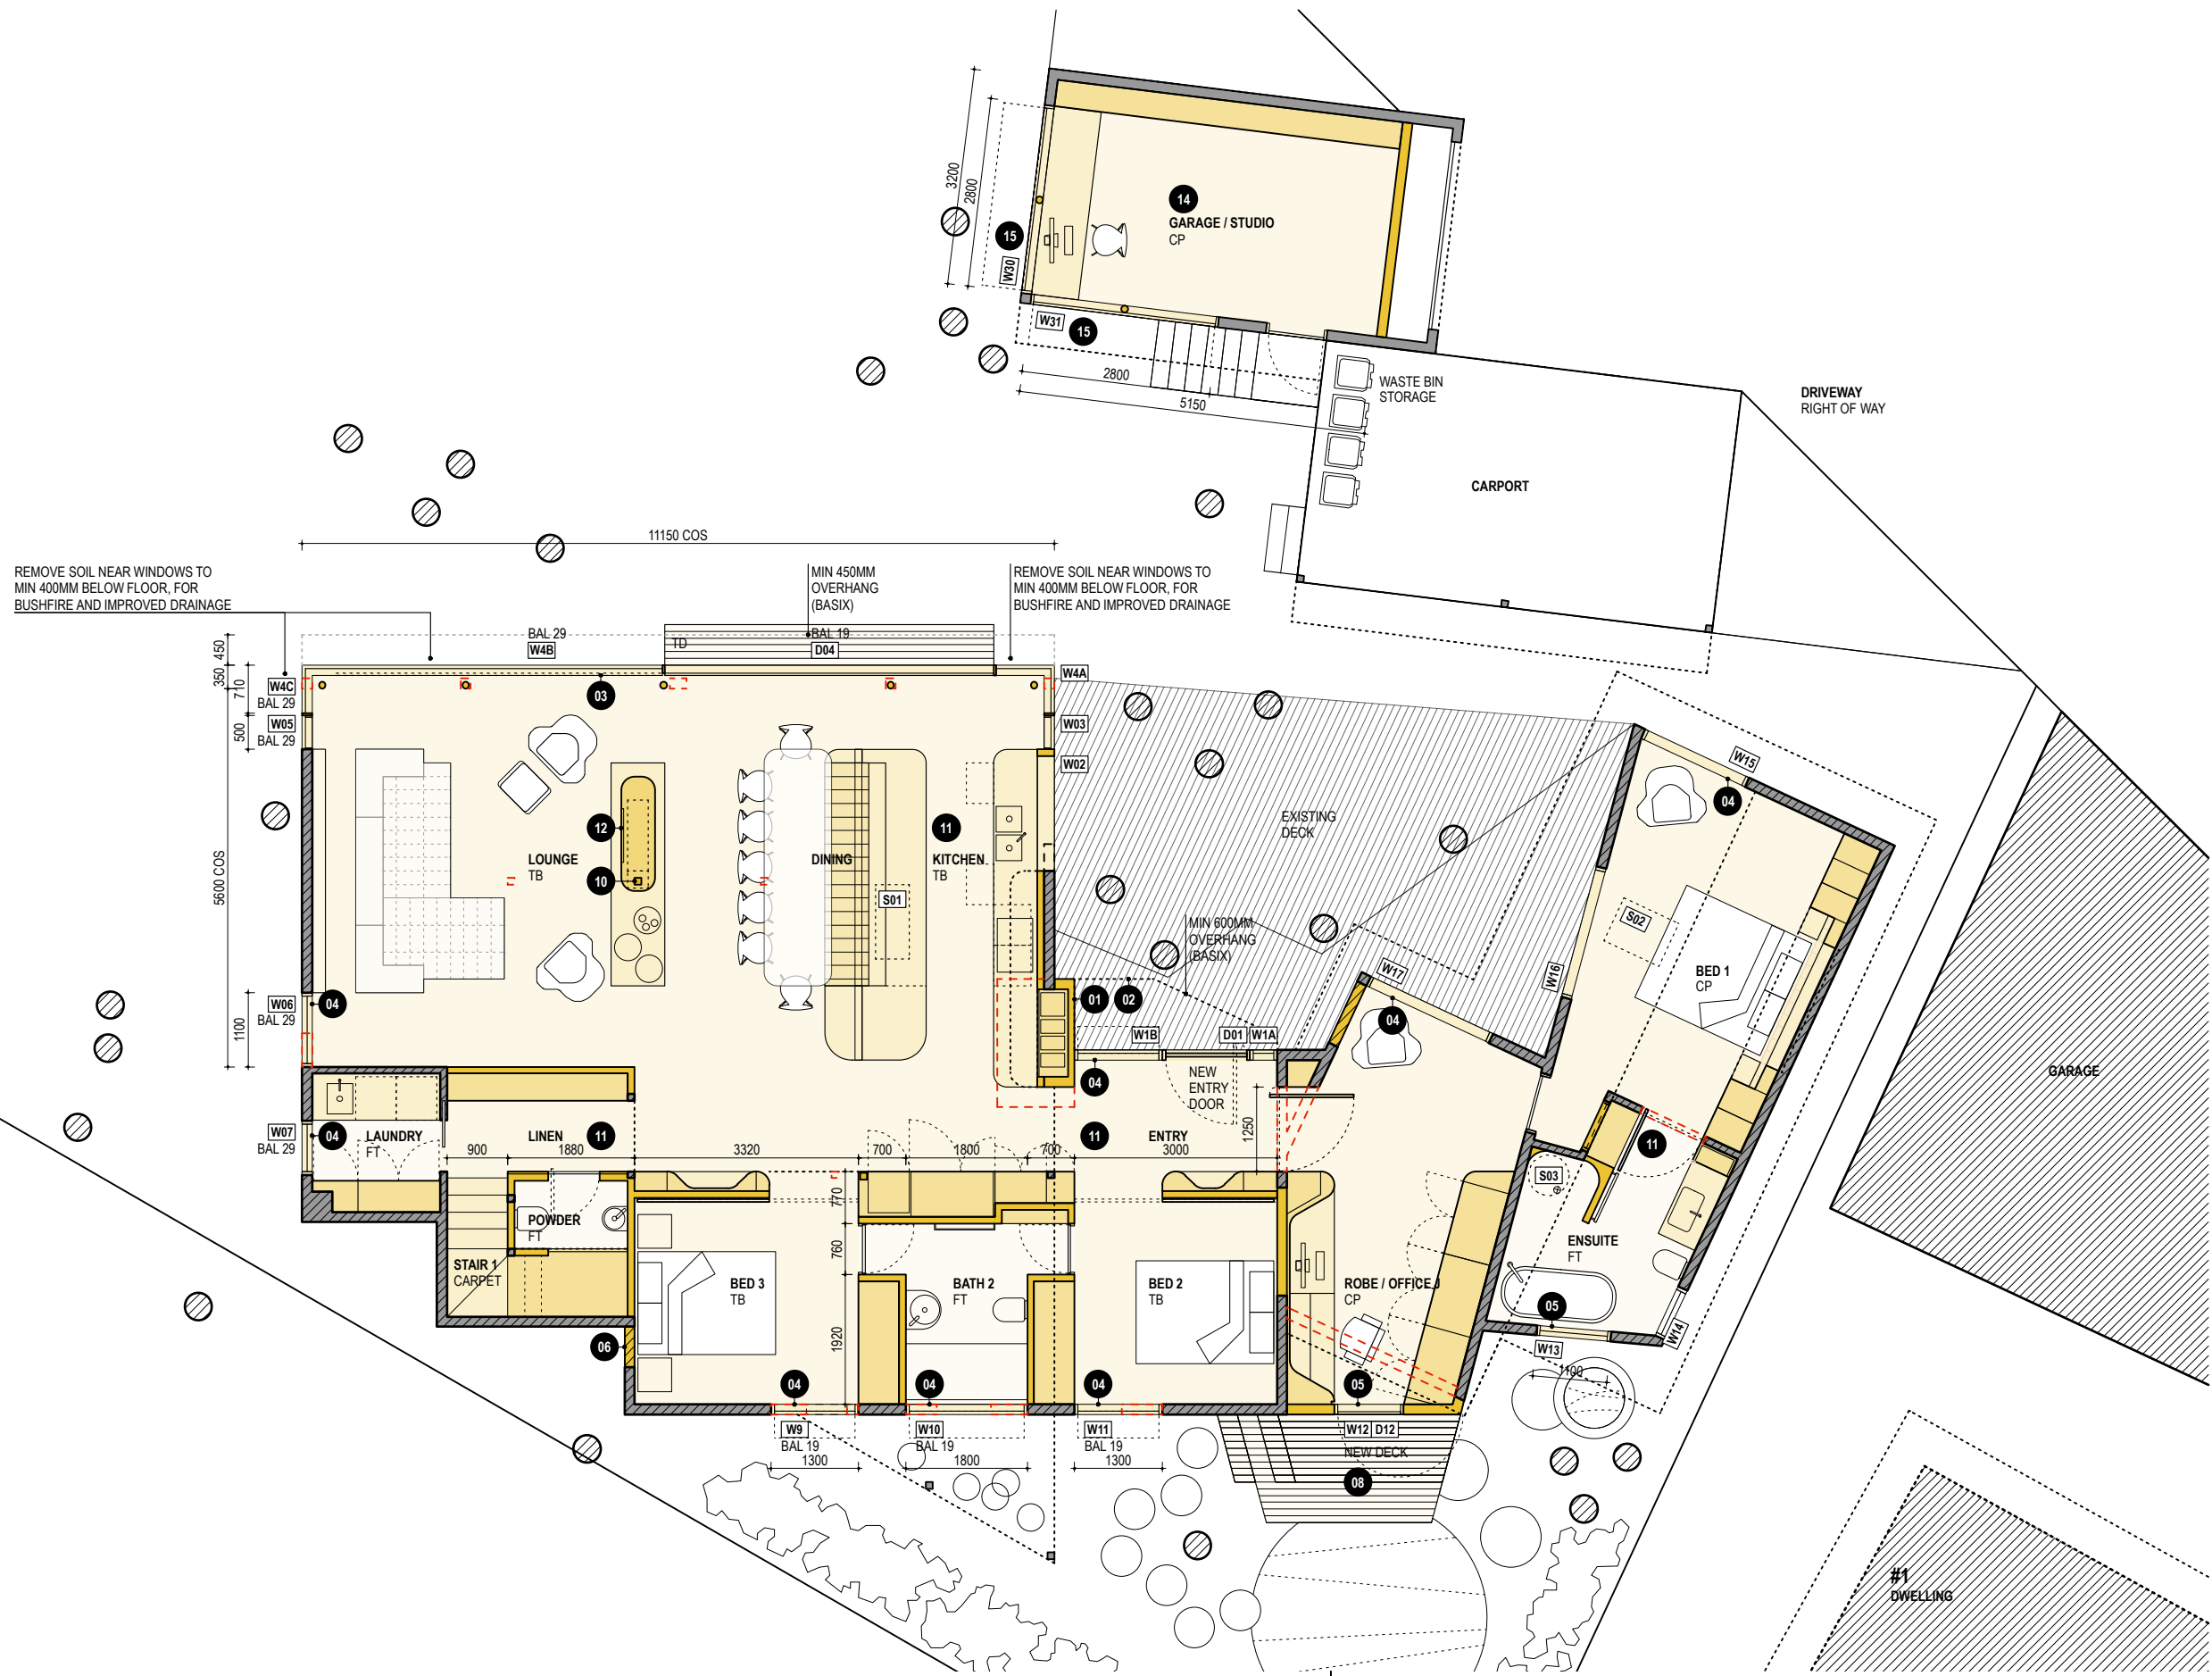 3200
2800
14
GARAGE / STUDIO
CP
15
W30
W31
15
2800
5150
WASTE BIN
STORAGE
DRIVEWAY
RIGHT OF WAY
CARPORT
11150 COS
REMOVE SOIL NEAR WINDOWS TO
MIN 400MM BELOW FLOOR, FOR
BUSHFIRE AND IMPROVED DRAINAGE
MIN 450MM
OVERHANG
(BASIX)
REMOVE SOIL NEAR WINDOWS TO
MIN 400MM BELOW FLOOR, FOR
BUSHFIRE AND IMPROVED DRAINAGE
450
350
710
500
5600 COS
1100
BAL 29
W4B
TD
BAL 19
D04
W4C
BAL 29
W05
BAL 29
03
W4A
W03
W02
W15
04
12
LOUNGE
TB
10
DINING
11
KITCHEN
TB
S01
EXISTING
DECK
MIN 600MM
OVERHANG
(BASIX)
S02
BED 1
CP
W16
W17
04
W06
BAL 29
04
01
02
W1B
D01
W1A
04
NEW
ENTRY
DOOR
GARAGE
W07
BAL 29
04
LAUNDRY
FT
LINEN
11
11
ENTRY
1250
11
900
1880
3320
700
1800
700
3000
770
760
1920
S03
POWDER
FT
ENSUITE
FT
STAIR 1
CARPET
BED 3
TB
BATH 2
FT
BED 2
TB
ROBE / OFFICE J
CP
05
W14
W13
1100
06
04
04
04
05
W9
BAL 19
1300
W10
BAL 19
1800
W11
BAL 19
1300
W12
D12
NEW DECK
08
#1
DWELLING